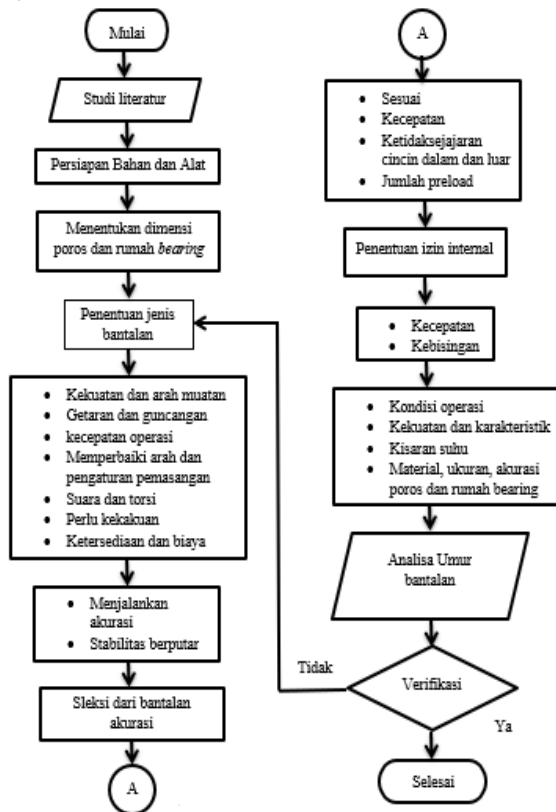 Mulai
Studi literatur
Persiapan Bahan dan Alat
Menentukan dimensi
poros dan rumah bearing
Penentuan jenis
bantalan
• Kekuatan dan arah muatan
• Getaran dan guncangan
• kecepatan operasi
• Memperbaiki arah dan
pengaturan pemasangan
• Suara dan torsi
• Perlu kekakuan
• Ketersediaan dan biaya
• Menjalankan
akurasi
• Stabilitas berputar
Sleksi dari bantalan
akurasi
A
A
• Sesuai
• Kecepatan
• Ketidaksejajaran
cincin dalam dan luar
• Jumlah preload
Penentuan izin internal
• Kecepatan
• Kebisingan
• Kondisi operasi
• Kekuatan dan karakteristik
• Kisaran suhu
• Material, ukuran, akurasi
poros dan rumah bearing
Analisa Umur
bantalan
Verifikasi
Tidak
Ya
Selesai